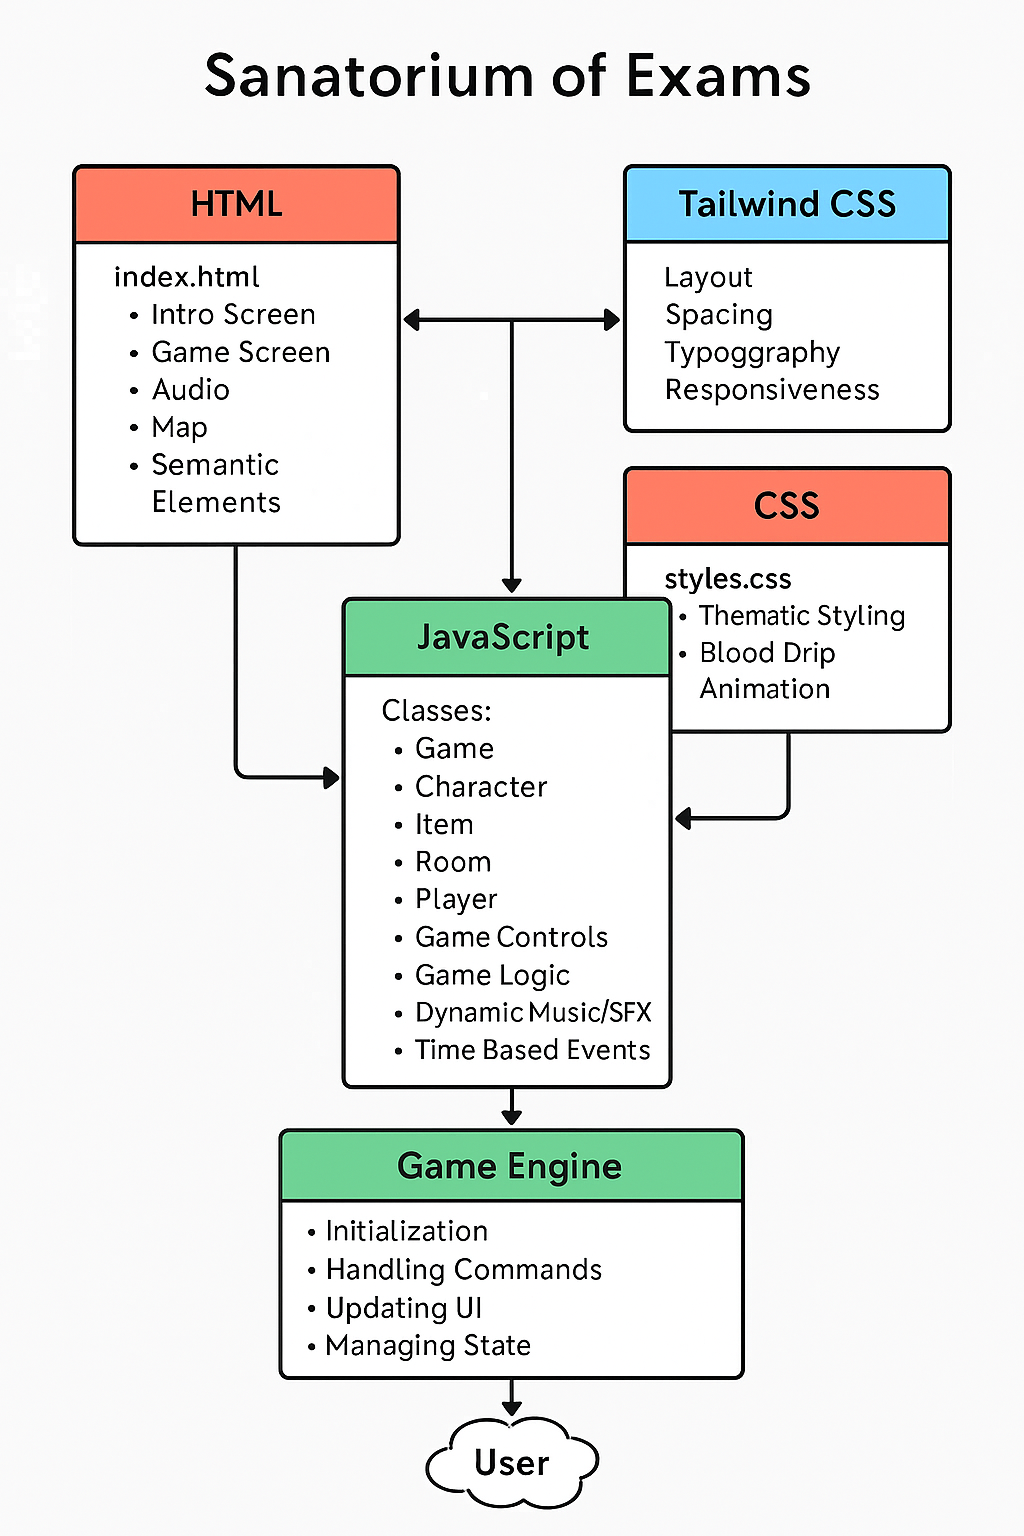 Sanatorium of Exams
HTML
index.html
• Intro Screen
• Game Screen
• Audio
• Map
• Semantic
Elements
Tailwind CSS
Layout
Spacing
Typoggraphy
Responsiveness
CSS
styles.css
• Thematic Styling
• Blood Drip
Animation
JavaScript
Classes:
• Game
• Character
• Item
• Room
• Player
• Game Controls
• Game Logic
• Dynamic Music/SFX
• Time Based Events
Game Engine
• Initialization
• Handling Commands
• Updating UI
• Managing State
User